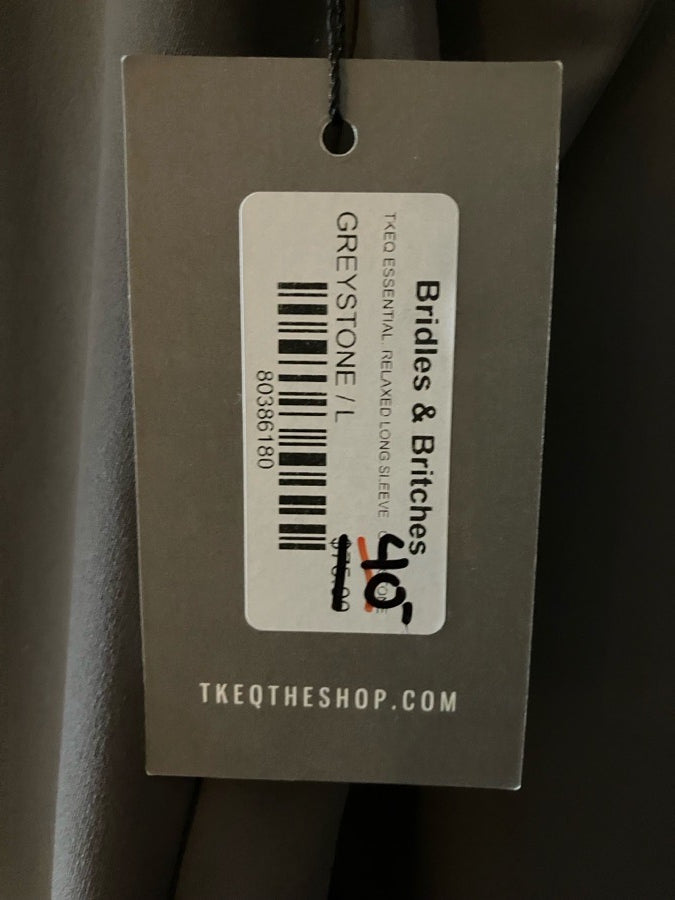 Bridles & Britches
TKEQ ESSENTIAL. RELAXED LONG SLEEVE
GREYSTONE / L
80386180
40-
TKEQTHESHOP.COM